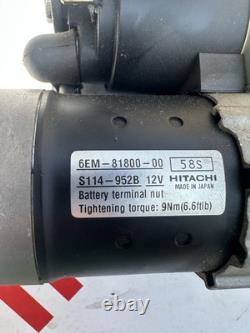 6EM-81800-00 58S
S114-952B 12V HITACHI
MADE IN JAPAN
Battery terminal nut
Tightening torque: 9Nm(6.6ftlb)